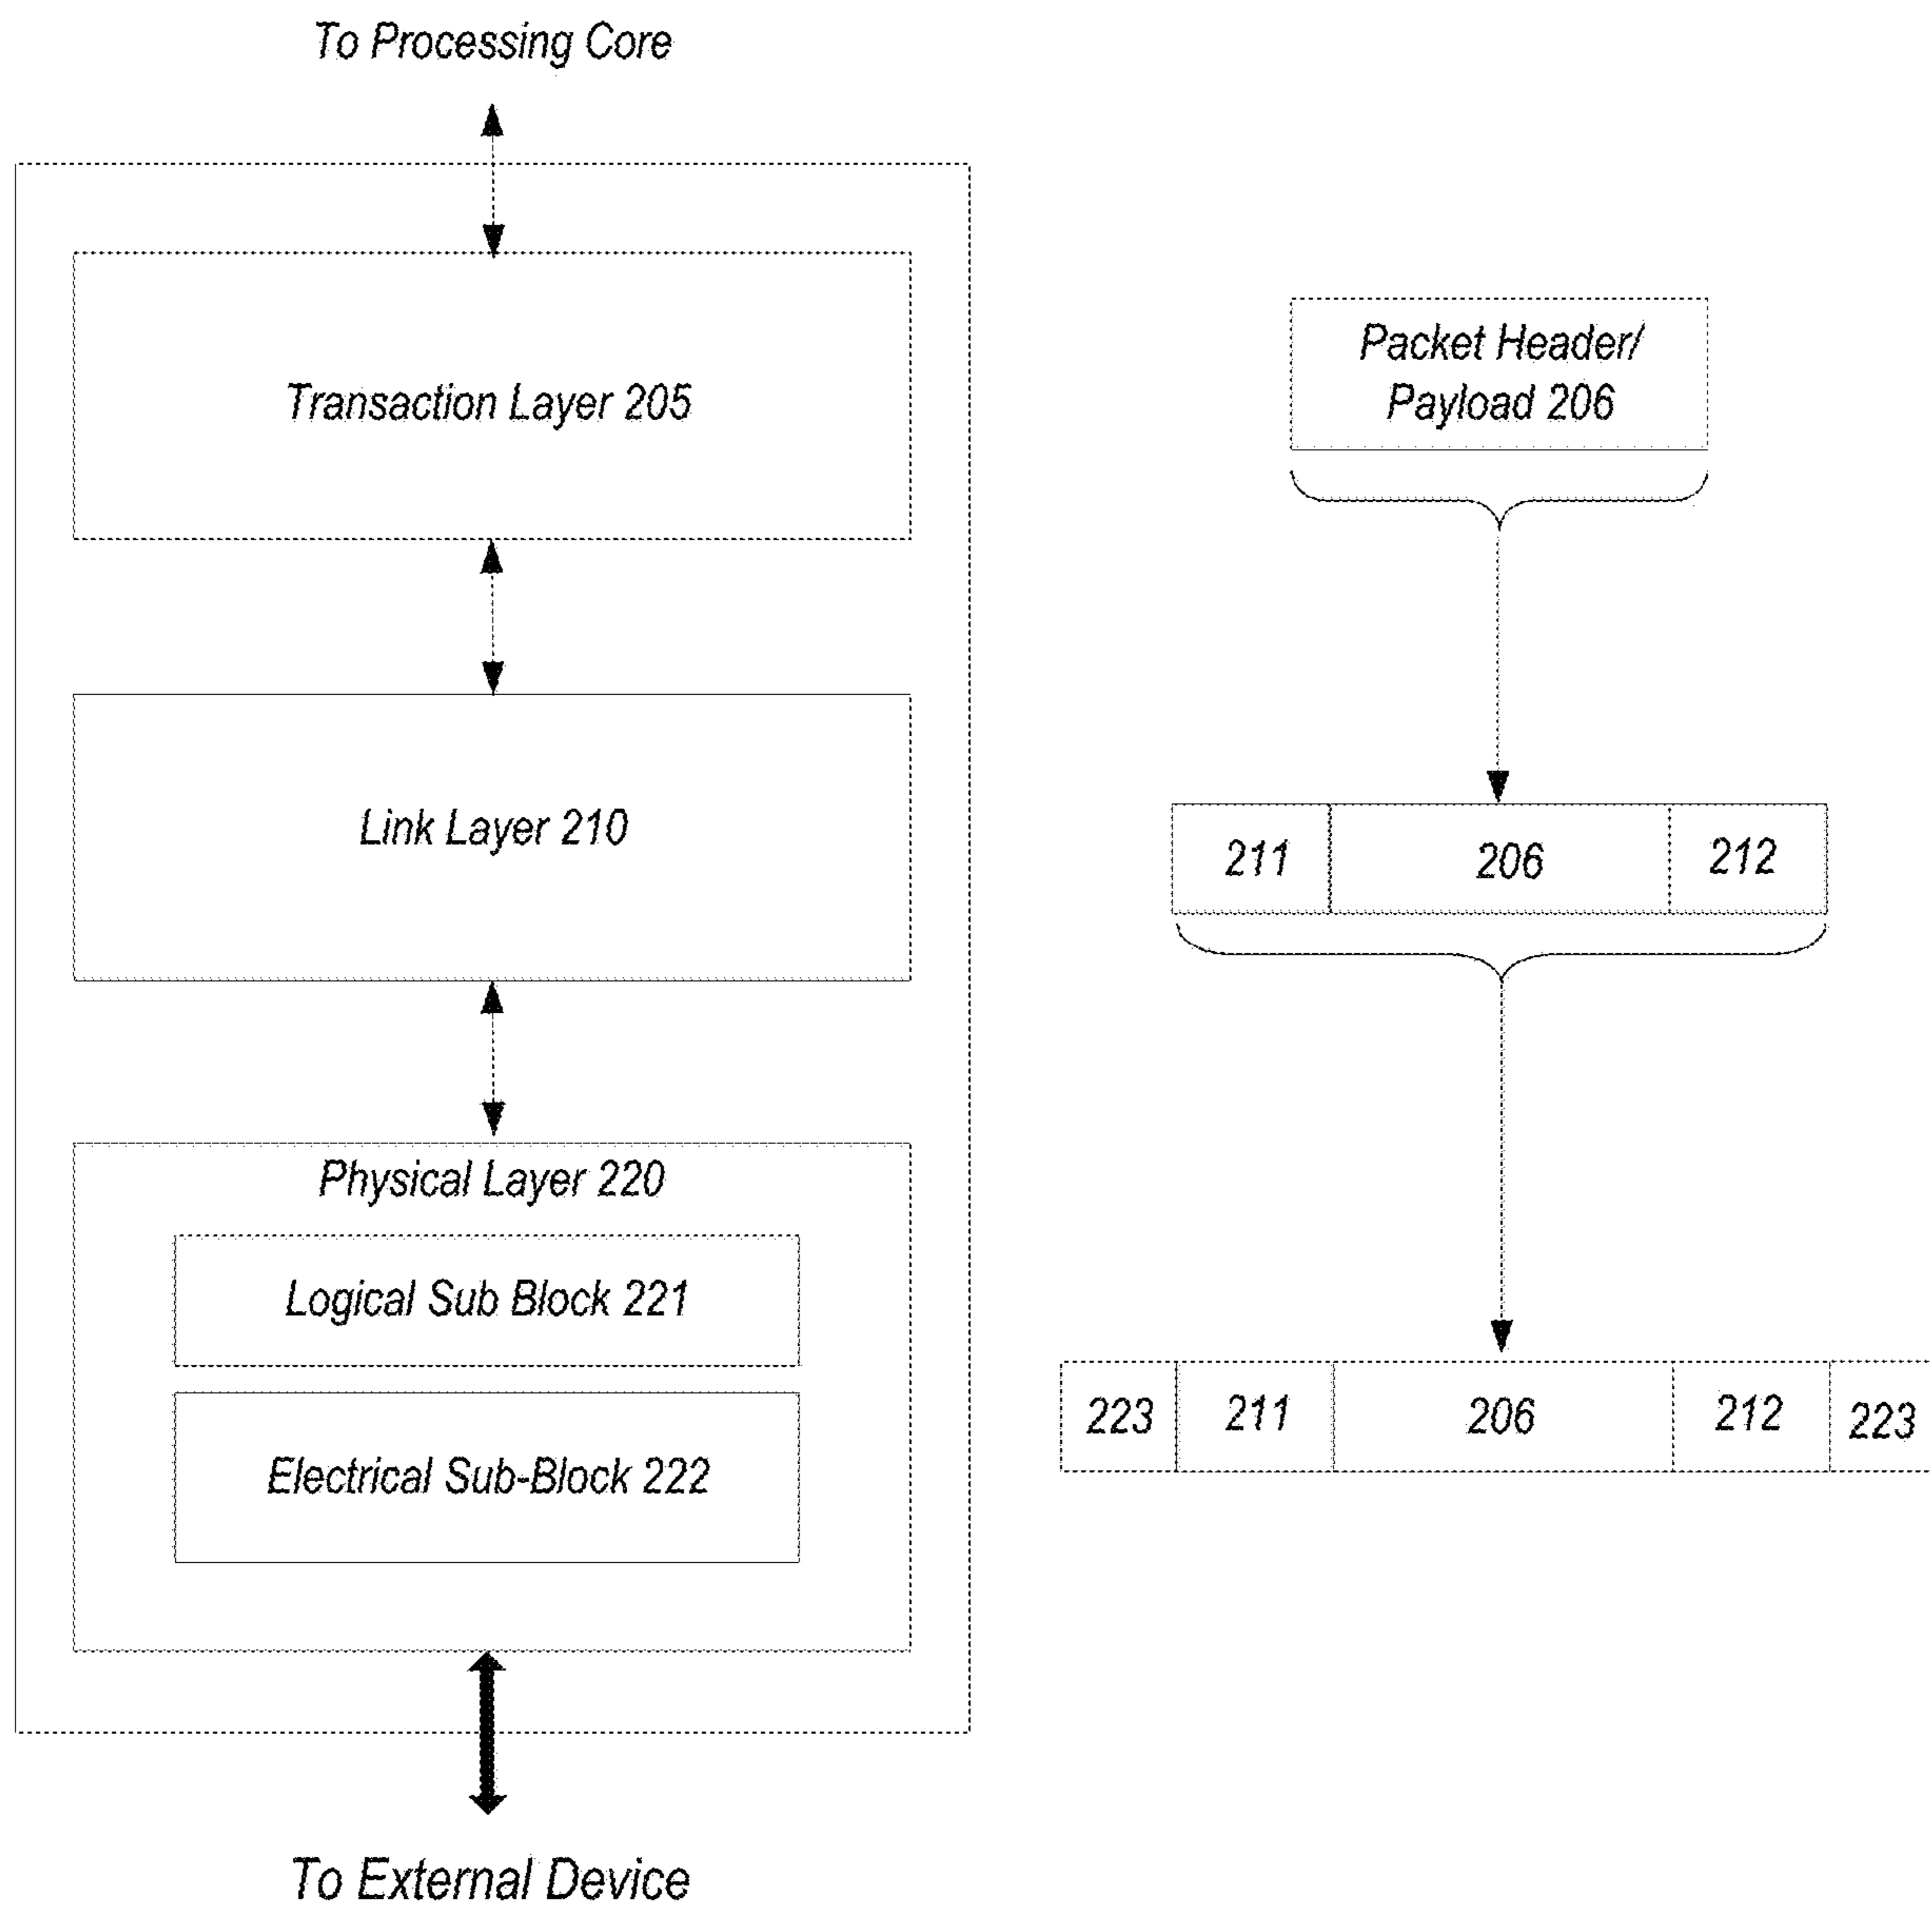 To Processing Core
Transaction Layer 205
Link Layer 210
Physical Layer 220
Logical Sub Block 221
Electrical Sub-Block 222
To External Device
Packet Header/
Payload 206
211 206 212
223 211 206 212 223